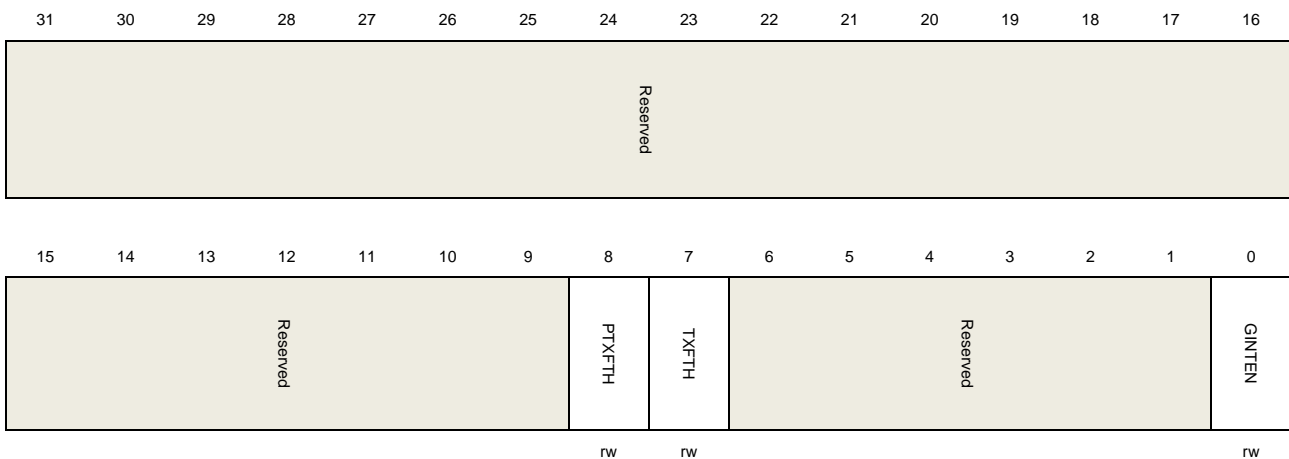 31 30 29 28 27 26 25 24 23 22 21 20 19 18 17 16
Reserved
15 14 13 12 11 10 9 8 7 6 5 4 3 2 1 0
Reserved PTXFTH TXFTH Reserved GINTEN
rw rw rw